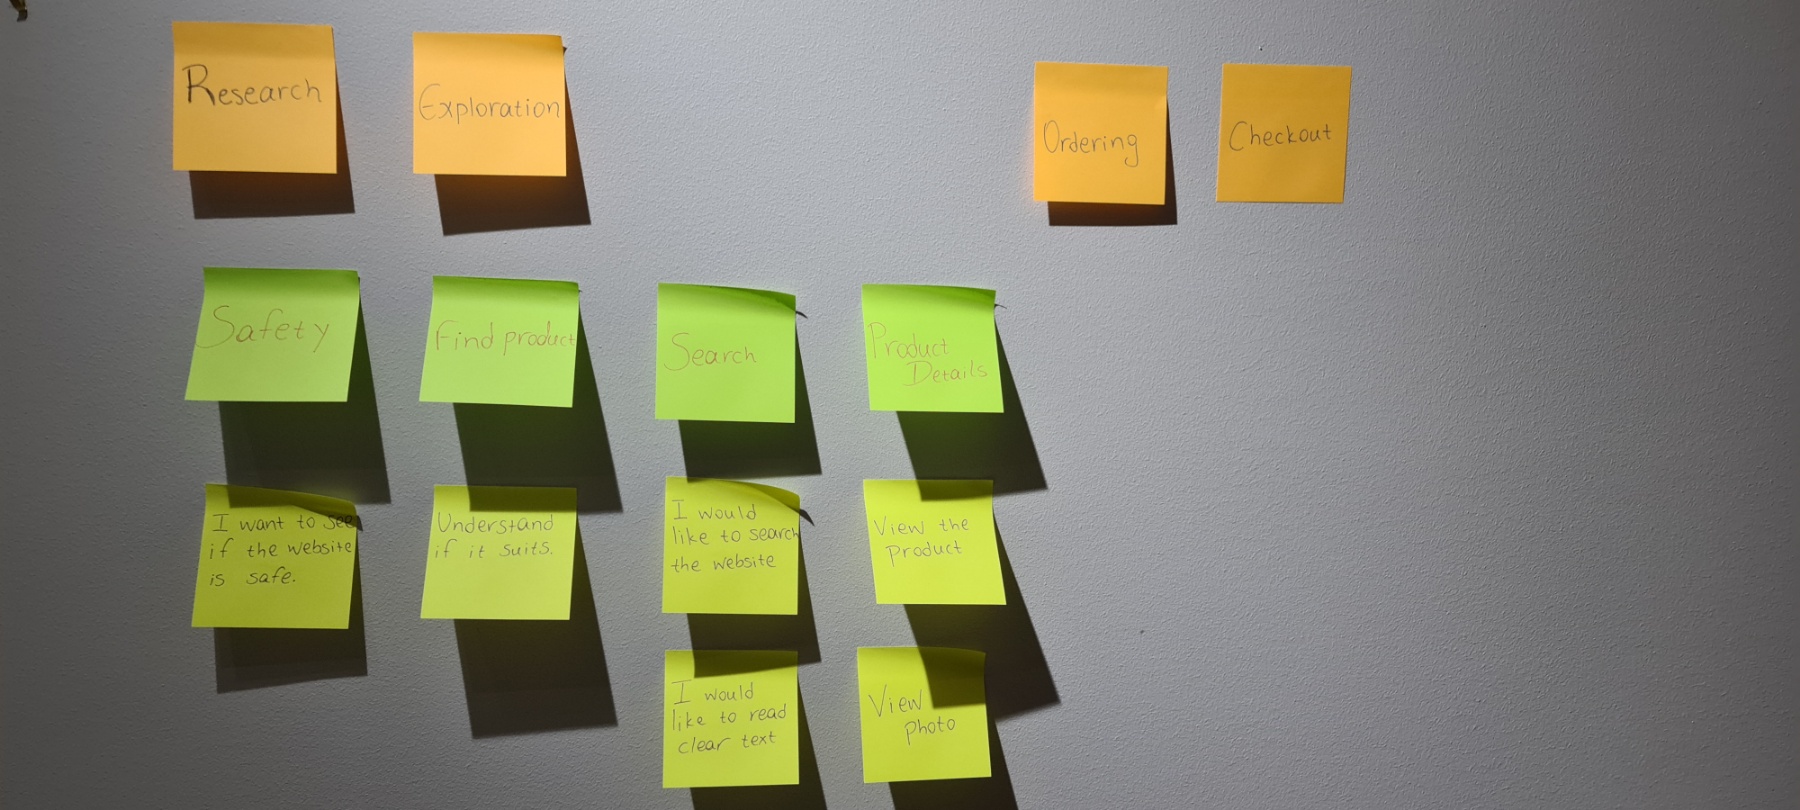 Research
Exploration
Ordering
Checkout
Safety
Find product
Search
Product
Details
I want to see
if the website
is safe.
Understand
if it suits.
I would
like to search
the website
View the
product
I would
like to read
clear text
View
photo